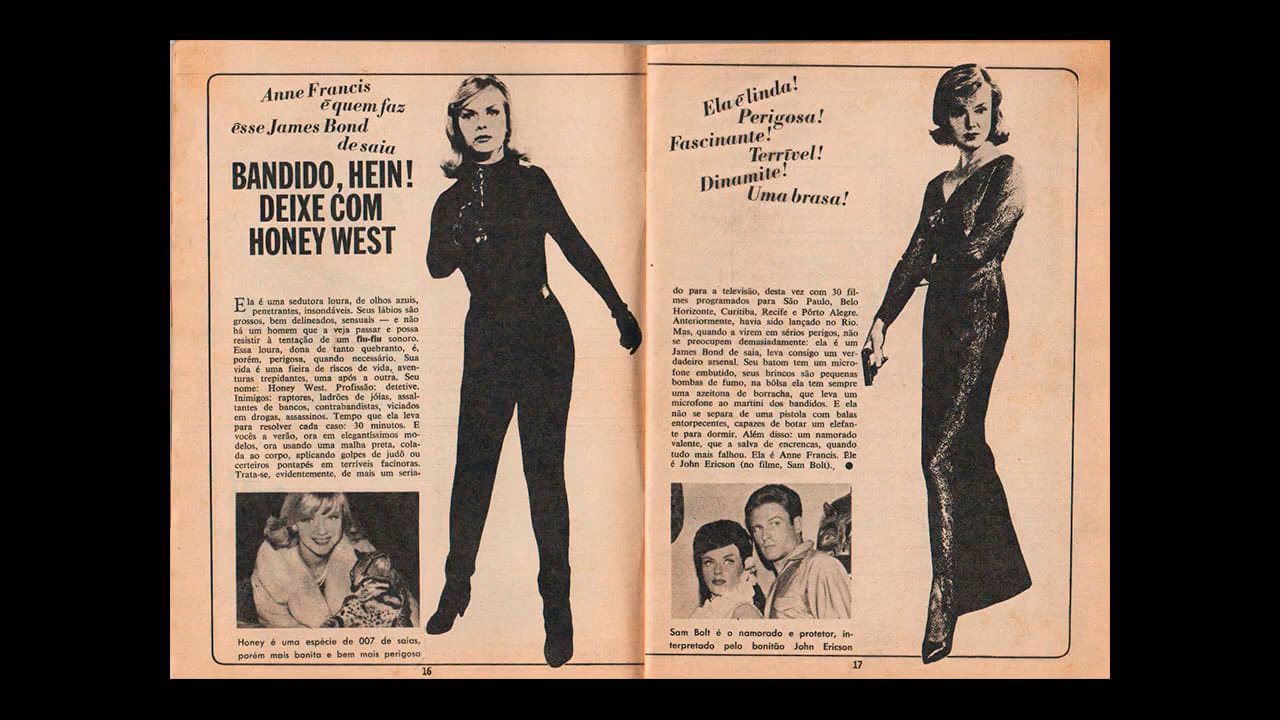 Anne Francis
é quem faz
êsse James Bond
de saia
BANDIDO, HEIN!
DEIXE COM
HONEY WEST
Ela é uma sedutora loura, de olhos azuis,
penetrantes, insondáveis. Seus lábios são
grossos, bem delineados, sensuais — e não
há um homem que a veja passar e possa
resistir à tentação de um fiu-fiu sonoro.
Essa loura, dona de tanto quebranto, é,
porém, perigosa, quando necessário. Sua
vida é uma fieira de riscos de vida, aven-
turas trepidantes, uma após a outra. Seu
nome: Honey West. Profissão: detetive.
Inimigos: raptores, ladrões de jóias, assal-
tantes de bancos, contrabandistas, viciados
em drogas, assassinos. Tempo que ela leva
para resolver cada caso: 30 minutos. E
vocês a verão, ora em elegantíssimos mo-
delos, ora usando uma malha preta, cola-
da ao corpo, aplicando golpes de judô ou
certeiros pontapés em terríveis facínoras.
Trata-se, evidentemente, de mais um seria-
Honey é uma espécie de 007 de saias,
porém mais bonita e bem mais perigosa
16
Ela é linda!
Perigosa!
Fascinante!
Terrível!
Dinamite!
Uma brasa!
do para a televisão, desta vez com 30 fil-
mes programados para São Paulo, Belo
Horizonte, Curitiba, Recife e Pôrto Alegre.
Anteriormente, havia sido lançado no Rio.
Mas, quando a virem em sérios perigos, não
se preocupem demasiadamente: ela é um
James Bond de saia, leva consigo um ver-
dadeiro arsenal. Seu batom tem um micro-
fone embutido, seus brincos são pequenas
bombas de fumo, na bôlsa ela tem sempre
uma azeitona de borracha, que leva um
microfone ao martini dos bandidos. E ela
não se separa de uma pistola com balas
entorpecentes, capazes de botar um elefan-
te para dormir. Além disso: um namorado
valente, que a salva de encrencas, quando
tudo mais falhou. Ela é Anne Francis. Êle
é John Ericson (no filme, Sam Bolt)., ●
Sam Bolt é o namorado e protetor, in-
terpretado pelo bonitão John Ericson
17